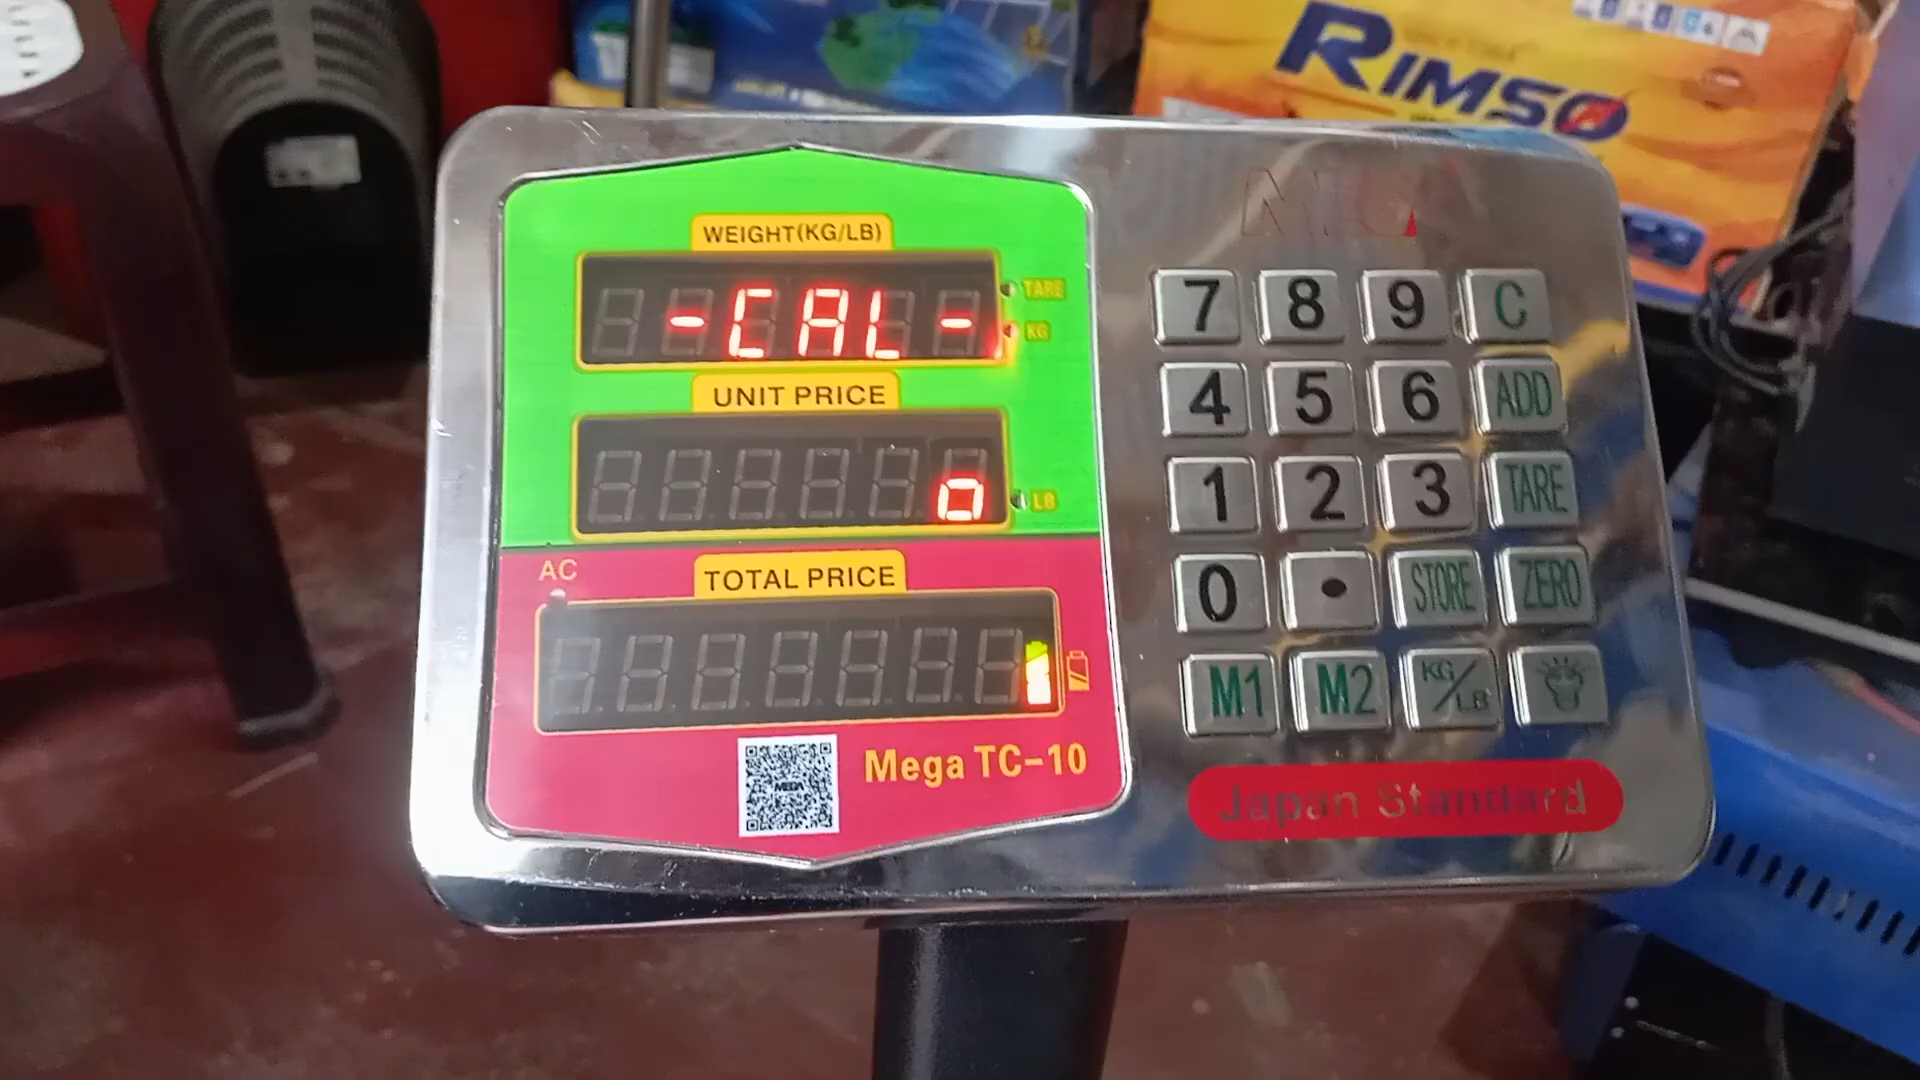 RIMSO
WEIGHT(KG/LB)
-CAL-
TARE
KG
UNIT PRICE
o
LB
AC
TOTAL PRICE
MEGA
Mega TC-10
7 8 9 C
4 5 6 ADD
1 2 3 TARE
0 . STORE ZERO
M1 M2 KG/LB
Japan Standard